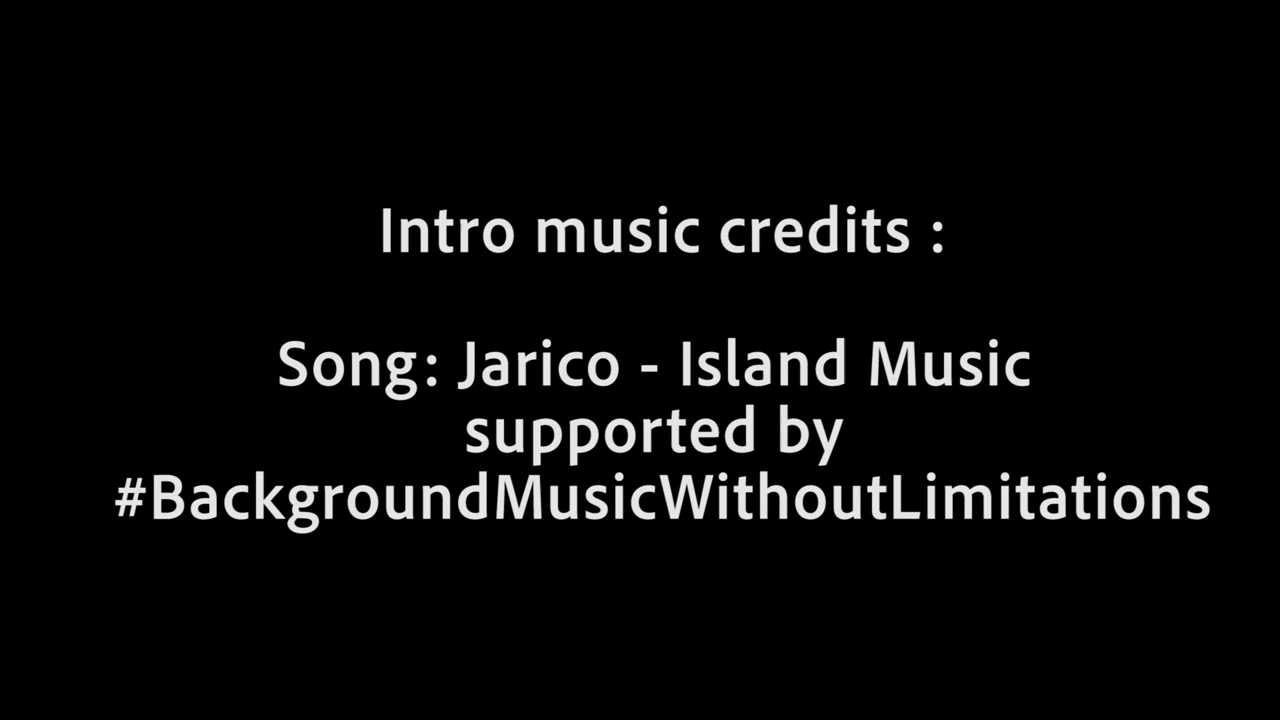 Intro music credits :
Song: Jarico - Island Music
supported by
#BackgroundMusicWithoutLimitations